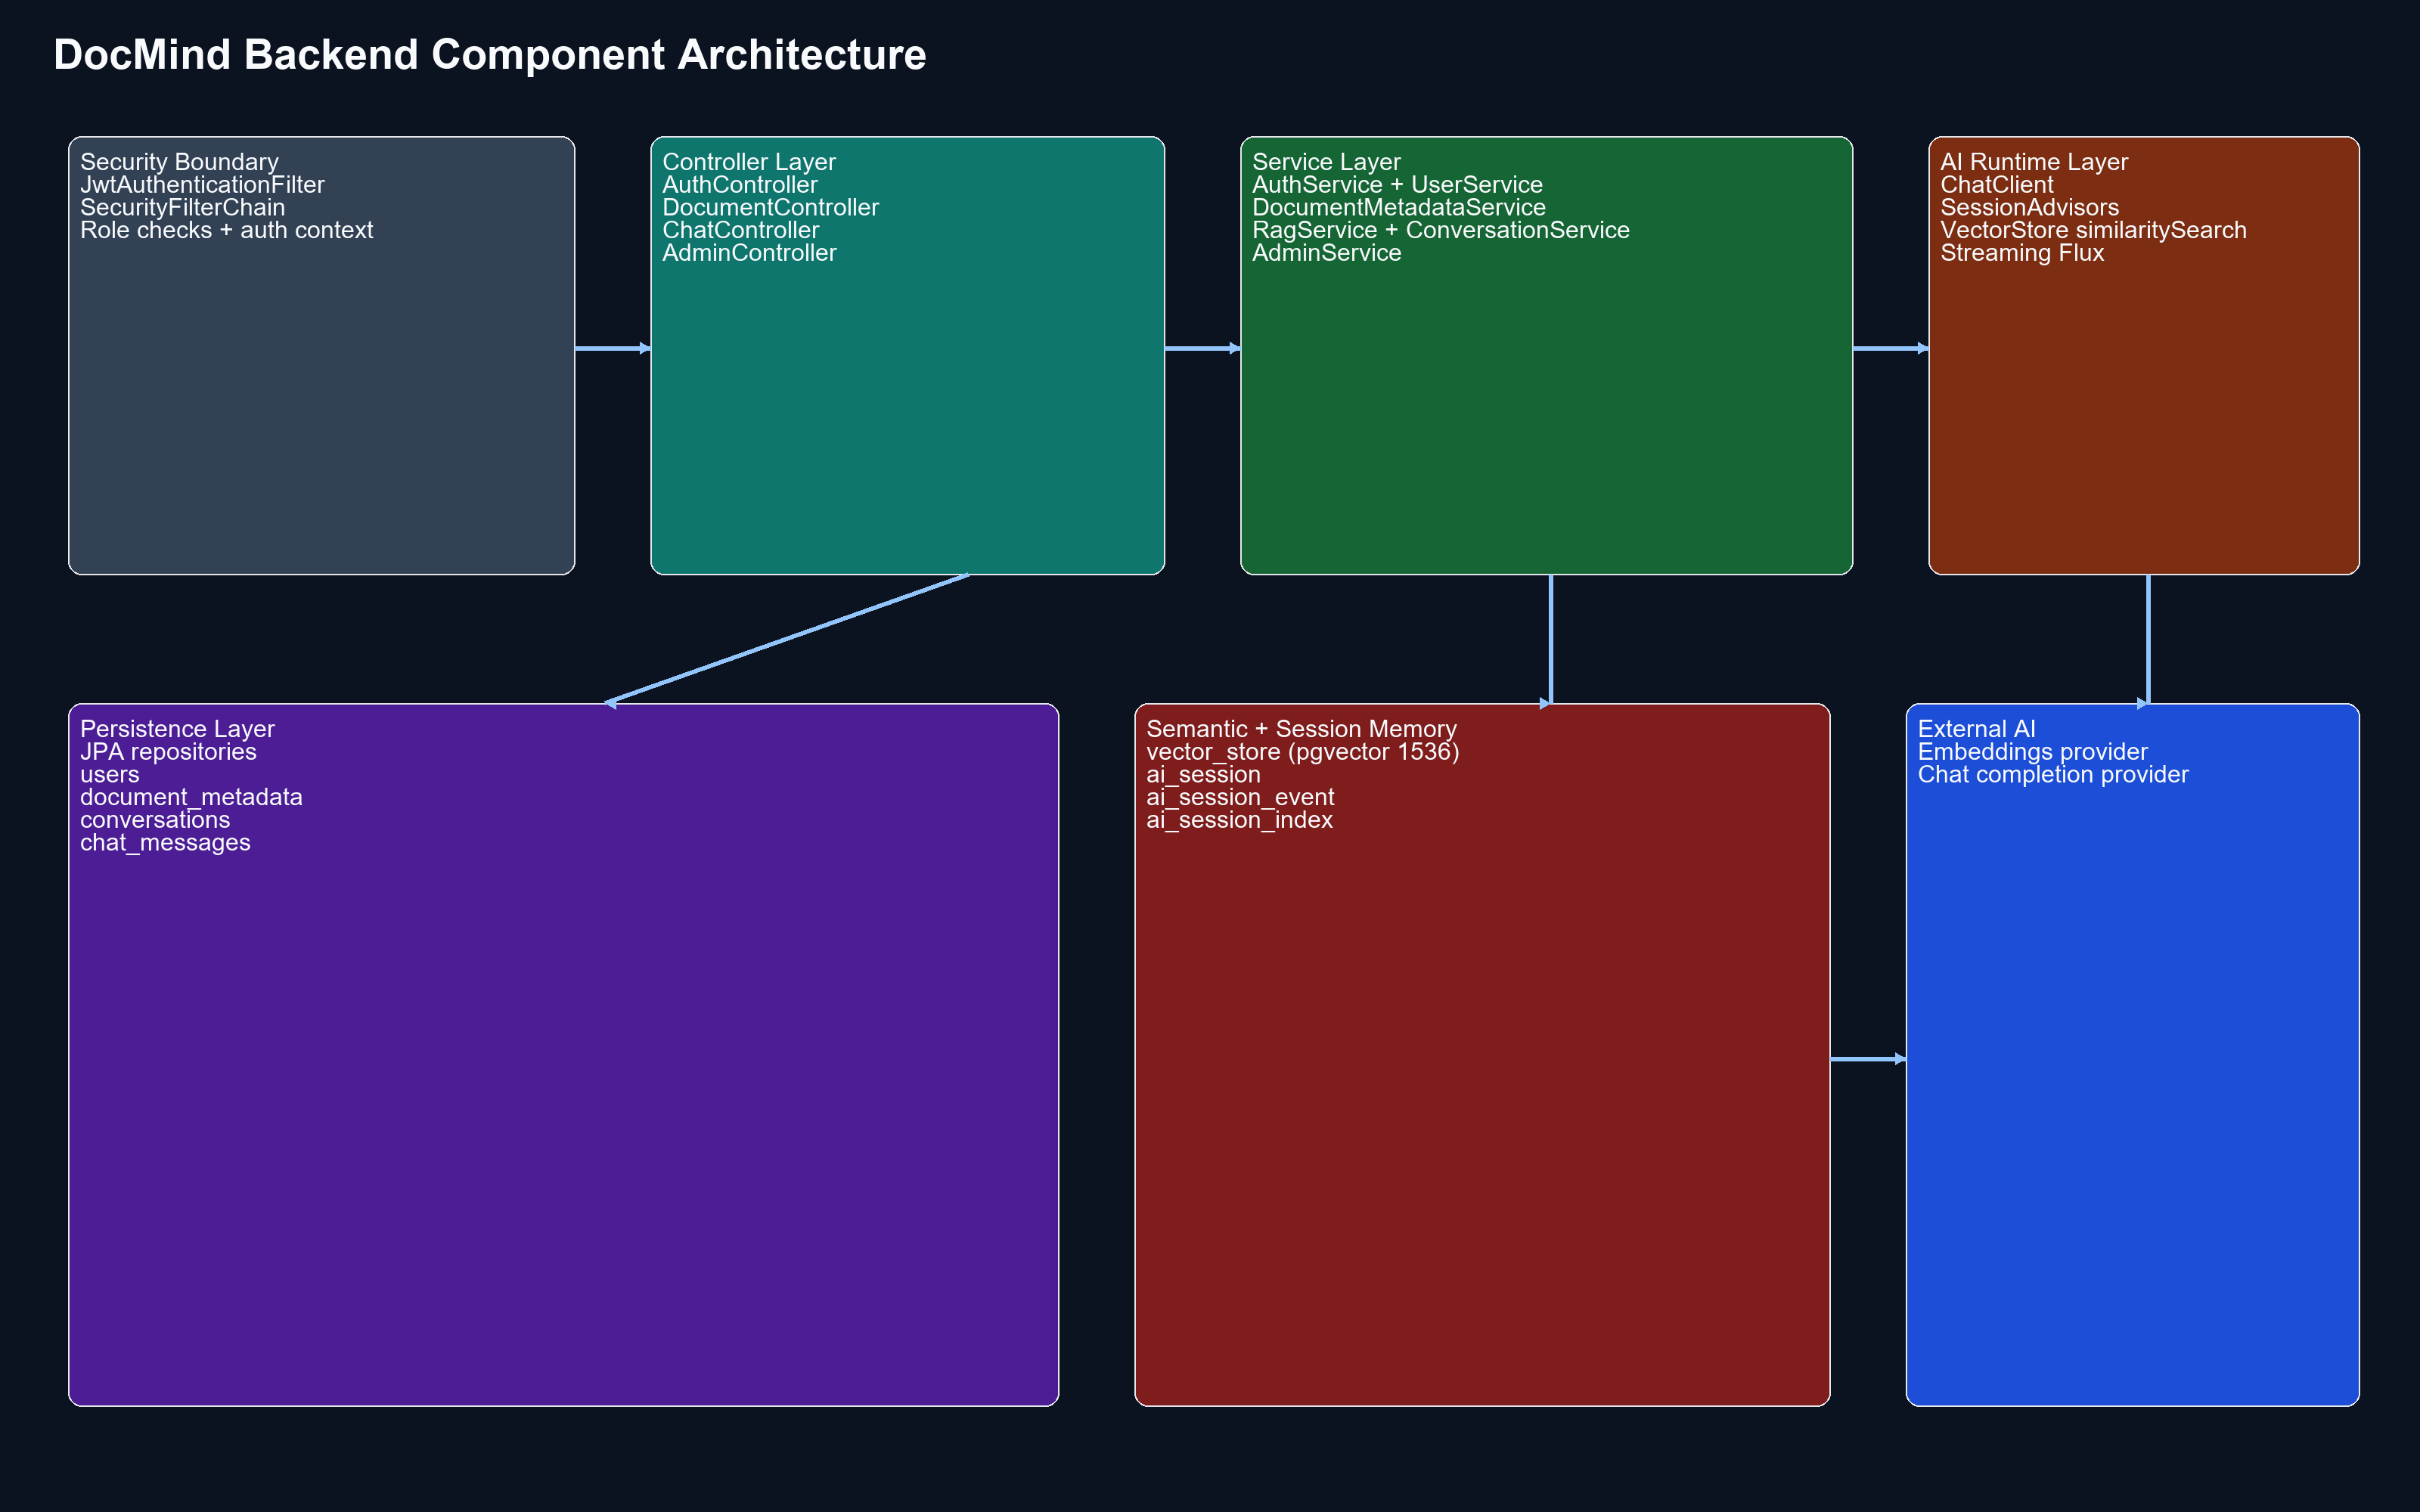 DocMind Backend Component Architecture
Security Boundary
JwtAuthenticationFilter
SecurityFilterChain
Role checks + auth context
Controller Layer
AuthController
DocumentController
ChatController
AdminController
Service Layer
AuthService + UserService
DocumentMetadataService
RagService + ConversationService
AdminService
AI Runtime Layer
ChatClient
SessionAdvisors
VectorStore similaritySearch
Streaming Flux
Persistence Layer
JPA repositories
users
document_metadata
conversations
chat_messages
Semantic + Session Memory
vector_store (pgvector 1536)
ai_session
ai_session_event
ai_session_index
External AI
Embeddings provider
Chat completion provider